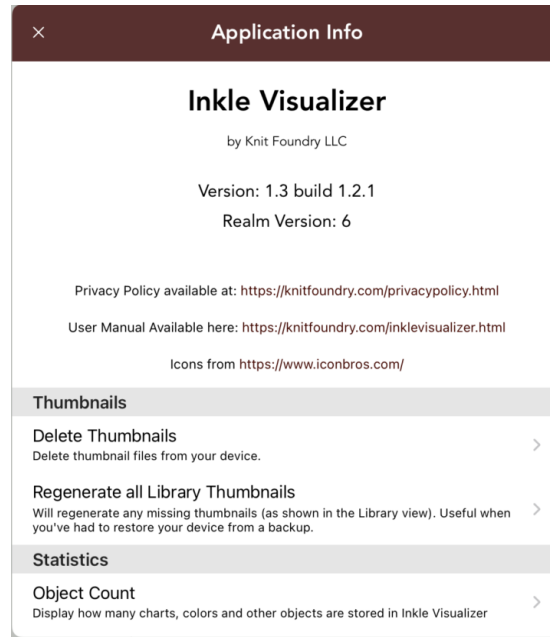 Application Info
Inkle Visualizer
by Knit Foundry LLC
Version: 1.3 build 1.2.1
Realm Version: 6
Privacy Policy available at: https://knitfoundry.com/privacypolicy.html
User Manual Available here: https://knitfoundry.com/inklevisualizer.html
Icons from https://www.iconbros.com/
Thumbnails
Delete Thumbnails
Delete thumbnail files from your device.
Regenerate all Library Thumbnails
Will regenerate any missing thumbnails (as shown in the Library view). Useful when
you've had to restore your device from a backup.
Statistics
Object Count
Display how many charts, colors and other objects are stored in Inkle Visualizer